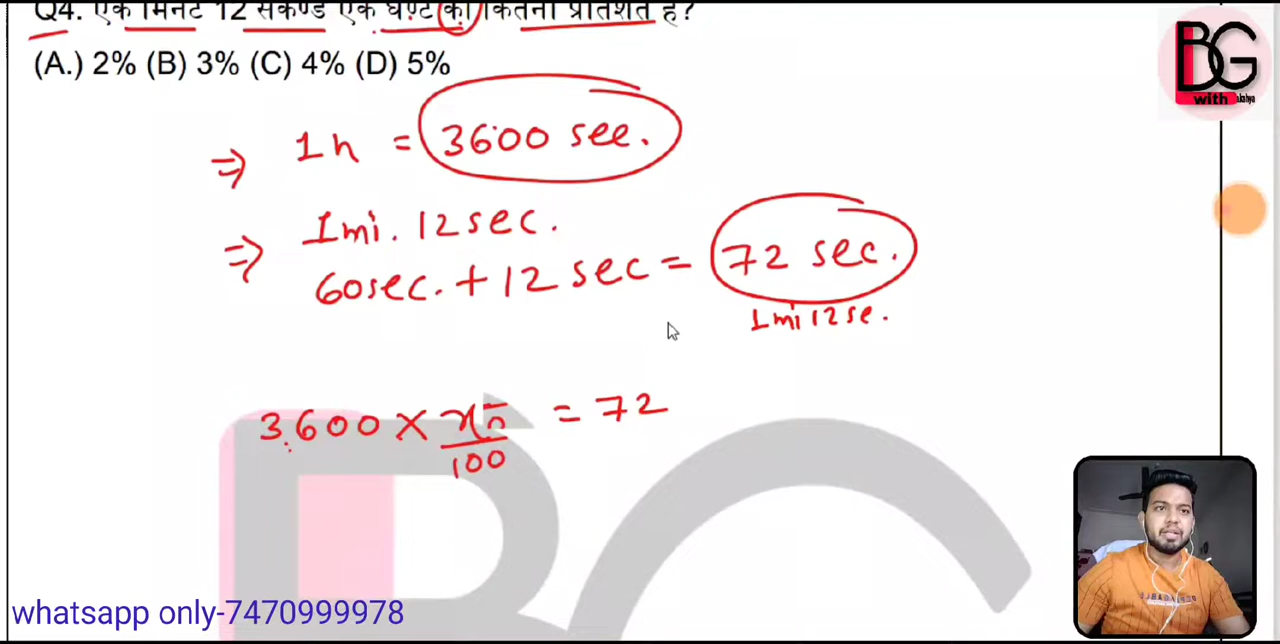 Q4. एक मिनट 12 सेकेण्ड एक घण्टे का कितना प्रतिशत है?
(A.) 2% (B) 3% (C) 4% (D) 5%
BG
with
⇒ 1h = 3600 sec.
⇒ 1mi. 12sec.
60sec. + 12 sec = 72 sec.
1mi 12se.
3600 × / 100 = 72
whatsapp only-7470999978